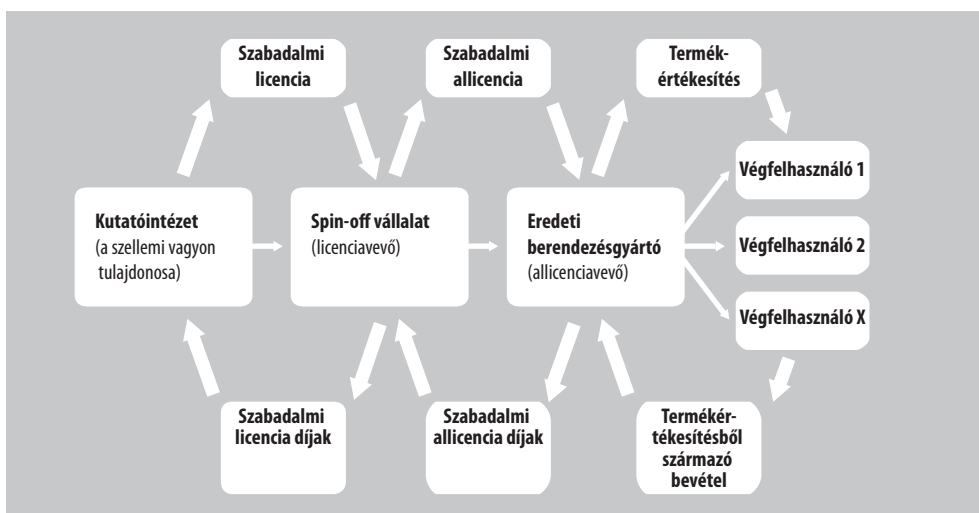 Szabadalmi
licencia
Szabadalmi
allicencia
Termék-
értékesítés
Kutatóintézet
(a szellemi vagyon
tulajdonosa)
Spin-off vállalat
(licenciavevő)
Eredeti
berendezésgyártó
(allicenciavevő)
Végfelhasználó 1
Végfelhasználó 2
Végfelhasználó X
Szabadalmi
licencia díjak
Szabadalmi
allicencia díjak
Termékér-
tékesítésből
származó
bevétel